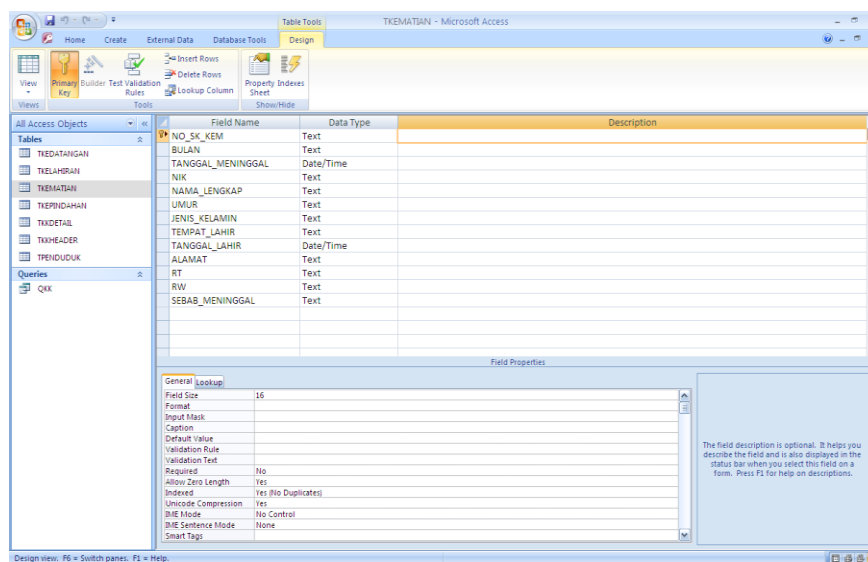 Table Tools
TKEMATIAN - Microsoft Access
Home Create External Data Database Tools Design
View
Primary Key
Builder
Test Validation Rules
Insert Rows
Delete Rows
Lookup Column
Property Sheet
Indexes
Views
Tools
Show/Hide
All Access Objects
Tables
TKEDATANGAN
TKELAHIRAN
TKEMATIAN
TKEPINDAHAN
TKKDETAIL
TKKHEADER
TPENDUDUK
Queries
QKK
Field Name Data Type Description
NO_SK_KEM Text
BULAN Text
TANGGAL_MENINGGAL Date/Time
NIK Text
NAMA_LENGKAP Text
UMUR Text
JENIS_KELAMIN Text
TEMPAT_LAHIR Text
TANGGAL_LAHIR Date/Time
ALAMAT Text
RT Text
RW Text
SEBAB_MENINGGAL Text
Field Properties
General Lookup
Field Size 16
Format
Input Mask
Caption
Default Value
Validation Rule
Validation Text
Required No
Allow Zero Length Yes
Indexed Yes (No Duplicates)
Unicode Compression Yes
IME Mode No Control
IME Sentence Mode None
Smart Tags
The field description is optional. It helps you
describe the field and is also displayed in the
status bar when you select this field on a
form. Press F1 for help on descriptions.
Design view. F6 = Switch panes. F1 = Help.